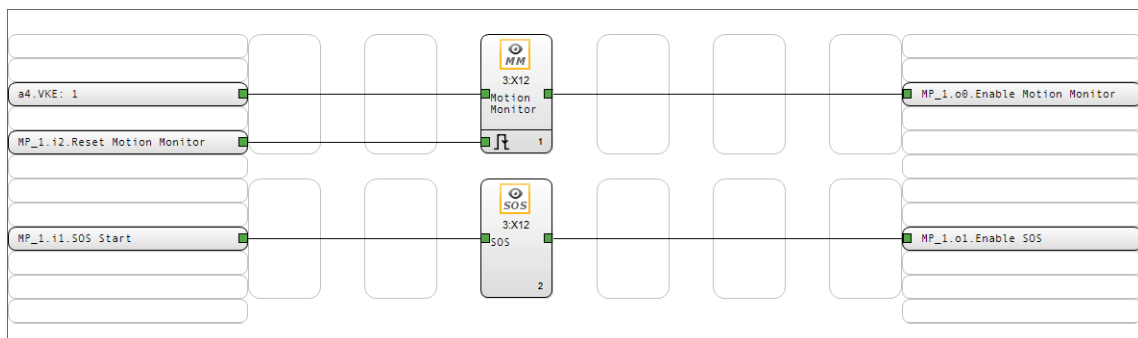 MM
3:X12
a4.VKE: 1
Motion
Monitor
MP_1.o0.Enable Motion Monitor
MP_1.i2.Reset Motion Monitor
1
SOS
3:X12
MP_1.i1.SOS Start
SOS
MP_1.o1.Enable SOS
2